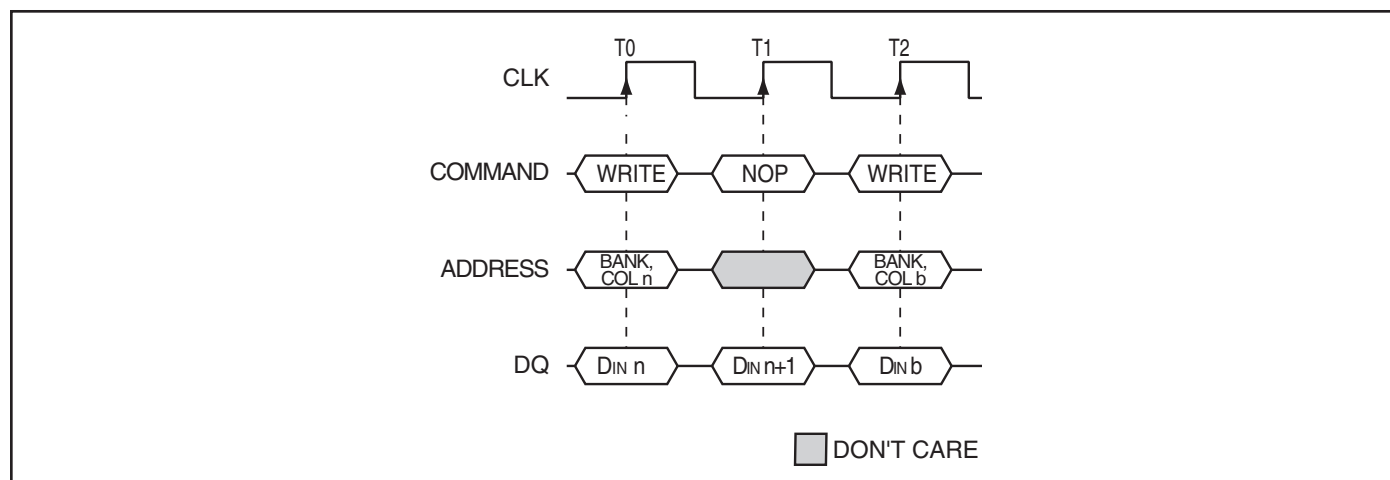 T0 T1 T2
CLK
COMMAND WRITE NOP WRITE
ADDRESS BANK, COL n BANK, COL b
DQ DIN n DIN n+1 DIN b
DON'T CARE